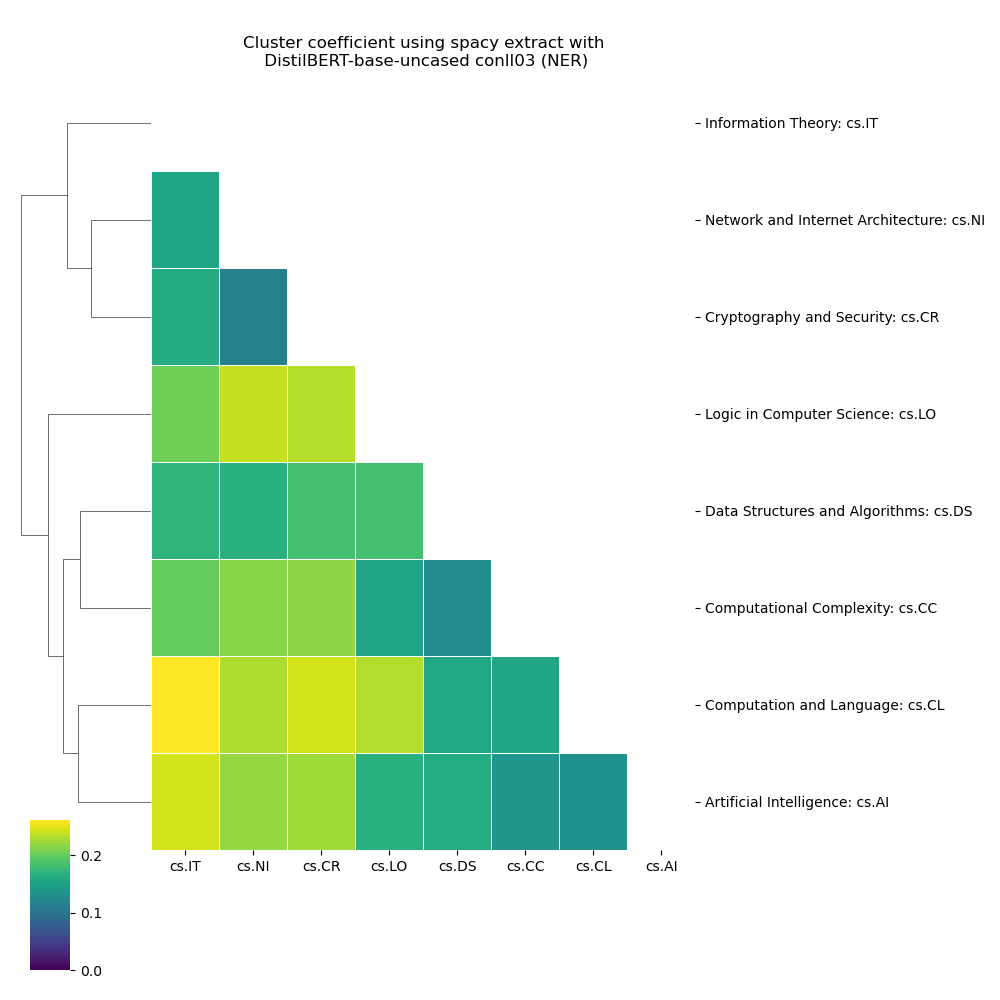 Cluster coefficient using spacy extract with
DistilBERT-base-uncased conll03 (NER)
Information Theory: cs.IT
Network and Internet Architecture: cs.NI
Cryptography and Security: cs.CR
Logic in Computer Science: cs.LO
Data Structures and Algorithms: cs.DS
Computational Complexity: cs.CC
Computation and Language: cs.CL
Artificial Intelligence: cs.AI
cs.IT cs.NI cs.CR cs.LO cs.DS cs.CC cs.CL cs.AI
0.2
0.1
0.0